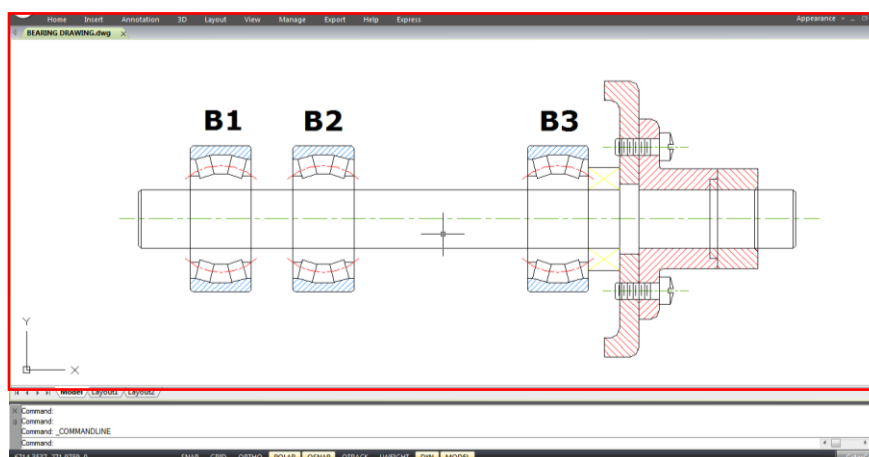 Home Insert Annotation 3D Layout View Manage Export Help Express Appearance
BEARING DRAWING.dwg
B1 B2 B3
Y
X
Model Layout1 Layout2
Command:
Command:
Command: _COMMANDLINE
Command:
SNAP GRID ORTHO POLAR OSNAP OTRACK LWEIGHT DYN MODEL